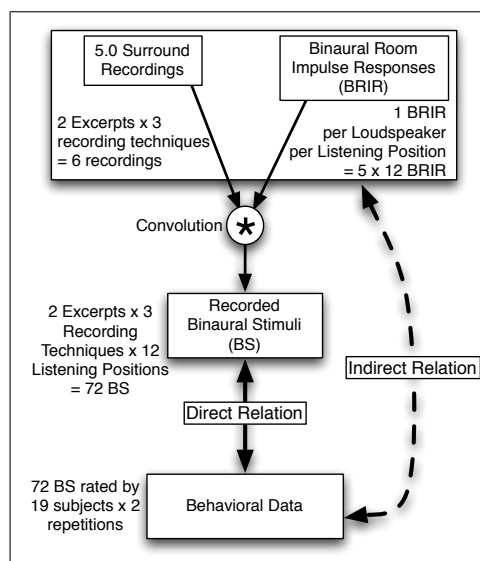 5.0 Surround
Recordings
Binaural Room
Impulse Responses
(BRIR)
2 Excerpts x 3
recording techniques
= 6 recordings
1 BRIR
per Loudspeaker
per Listening Position
= 5 x 12 BRIR
Convolution
*
2 Excerpts x 3
Recording
Techniques x 12
Listening Positions
= 72 BS
Recorded
Binaural Stimuli
(BS)
Direct Relation
Indirect Relation
72 BS rated by
19 subjects x 2
repetitions
Behavioral Data